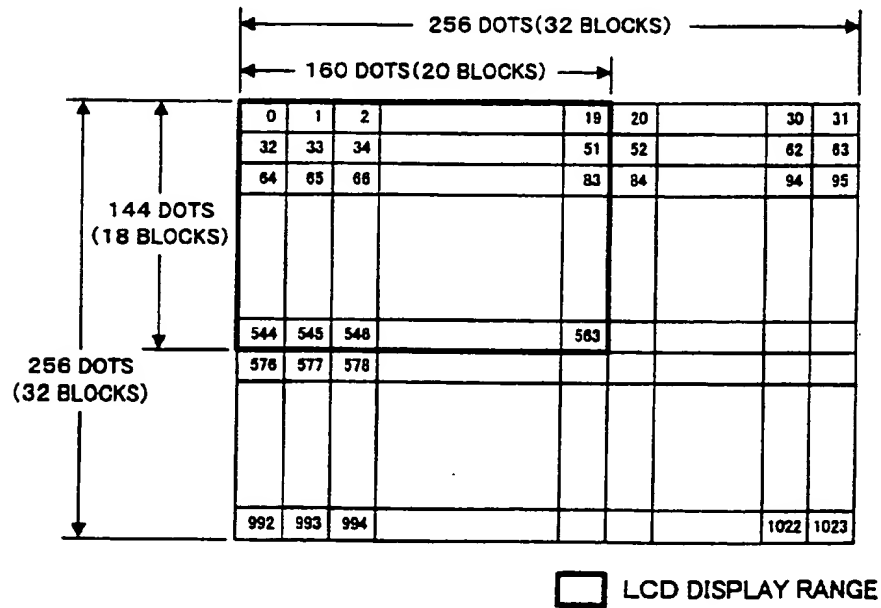 256 DOTS(32 BLOCKS)
160 DOTS(20 BLOCKS)
0 1 2 19 20 30 31
32 33 34 51 52 62 63
64 65 66 83 84 94 95
144 DOTS
(18 BLOCKS)
544 545 546 563
256 DOTS
(32 BLOCKS)
576 577 578
992 993 994 1022 1023
LCD DISPLAY RANGE